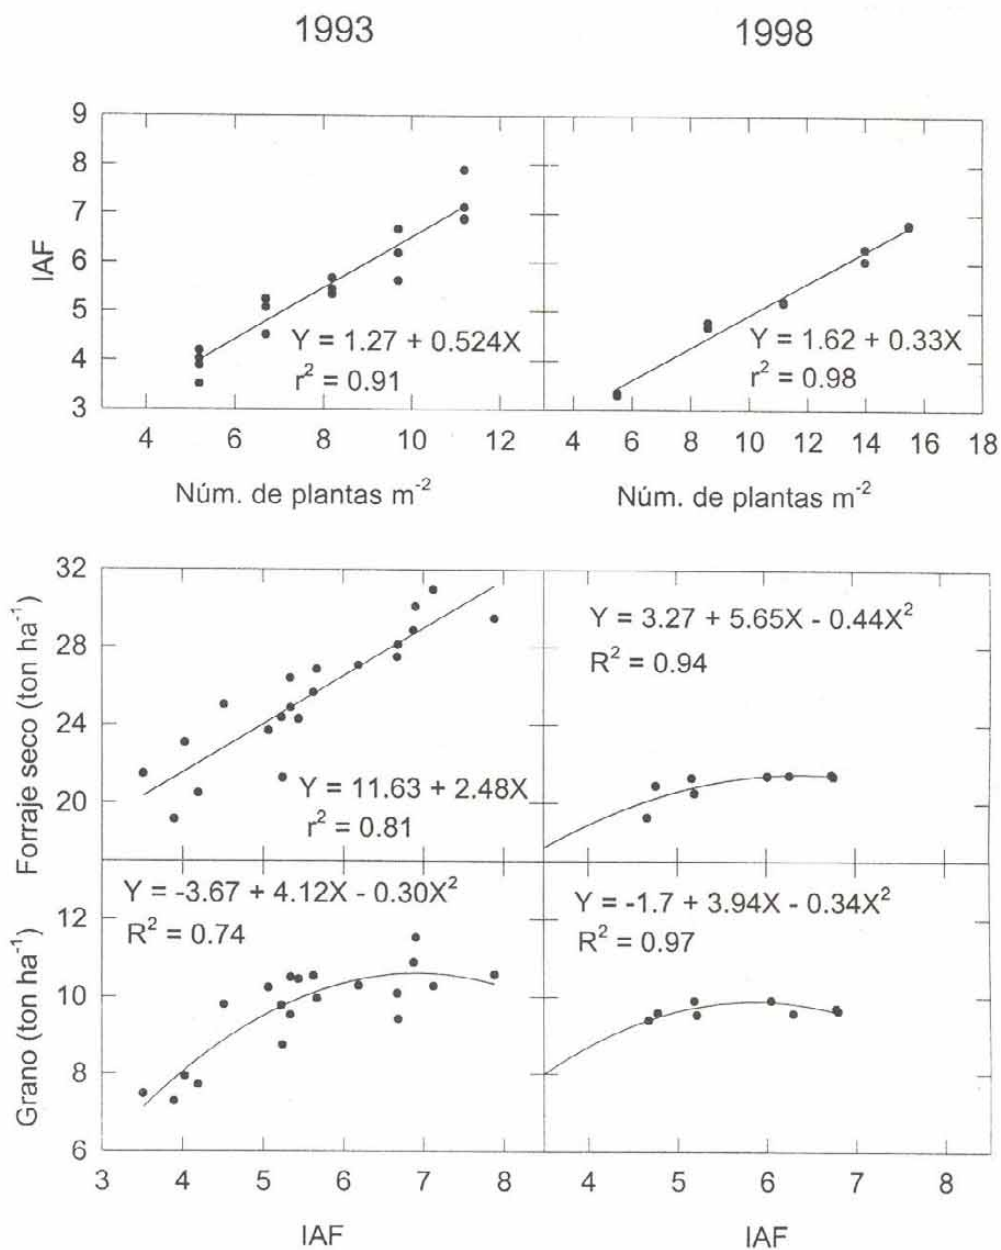 1993 1998
9
8
7
6
5
4
3
IAF
Y = 1.27 + 0.524X
r² = 0.91
Y = 1.62 + 0.33X
r² = 0.98
4 6 8 10 12 4 6 8 10 12 14 16 18
Núm. de plantas m⁻² Núm. de plantas m⁻²
32
28
24
20
Forraje seco (ton ha⁻¹)
Y = 11.63 + 2.48X
r² = 0.81
Y = 3.27 + 5.65X - 0.44X²
R² = 0.94
12
10
8
6
Grano (ton ha⁻¹)
Y = -3.67 + 4.12X - 0.30X²
R² = 0.74
Y = -1.7 + 3.94X - 0.34X²
R² = 0.97
3 4 5 6 7 8 4 5 6 7 8
IAF IAF